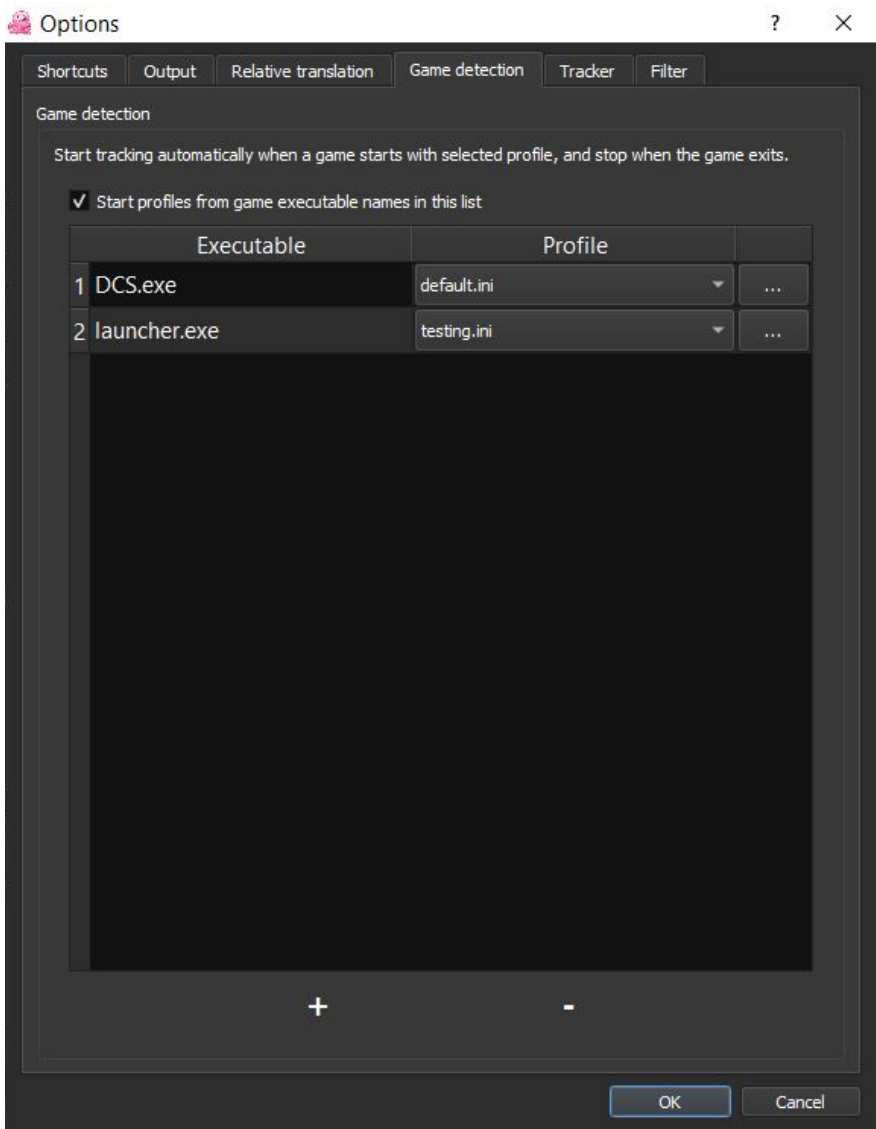 Options ? ×
Shortcuts Output Relative translation Game detection Tracker Filter
Game detection
Start tracking automatically when a game starts with selected profile, and stop when the game exits.
✓ Start profiles from game executable names in this list
Executable Profile
1 DCS.exe default.ini ...
2 launcher.exe testing.ini ...
+ -
OK Cancel